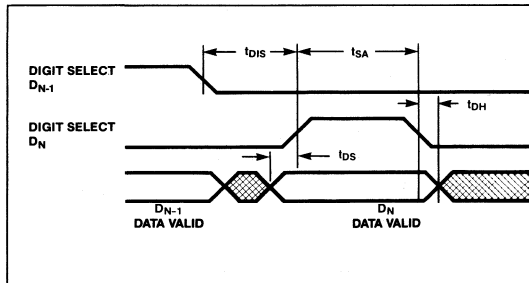 tDIS
tSA
DIGIT SELECT
DN-1
tDH
DIGIT SELECT
DN
tDS
DN-1
DATA VALID
DN
DATA VALID